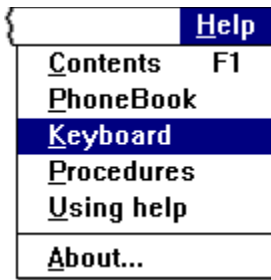 Help
Contents F1
PhoneBook
Keyboard
Procedures
Using help
About...